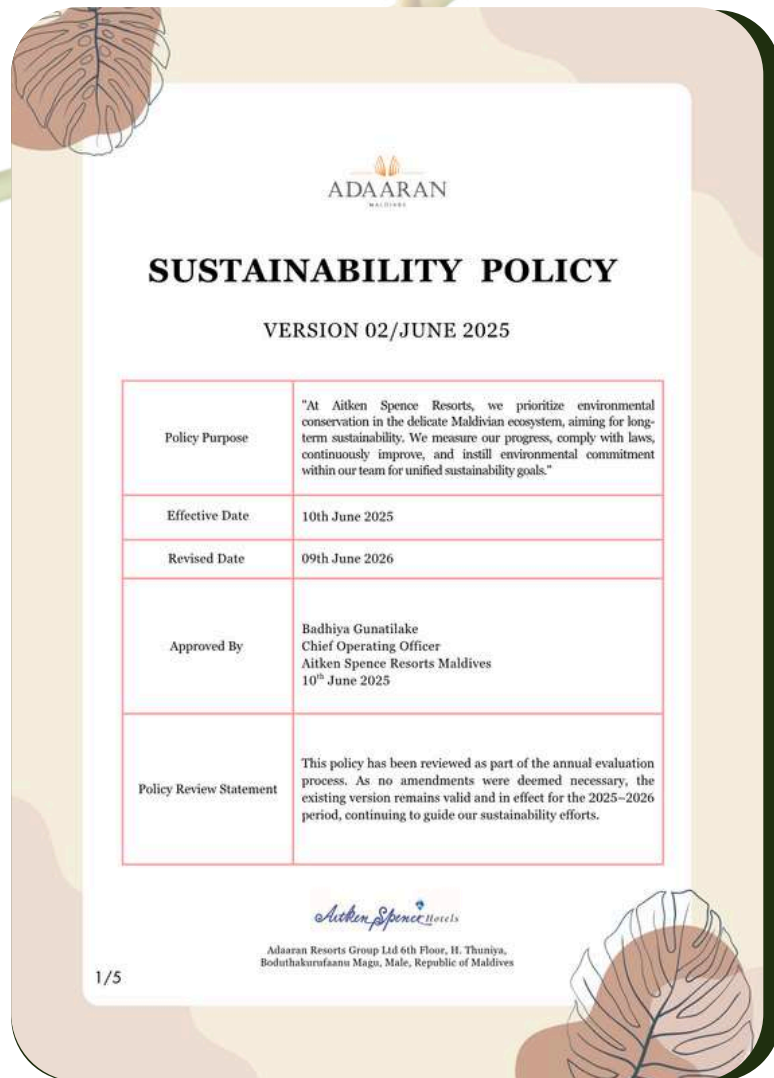 ADAARAN
MALDIVES
SUSTAINABILITY POLICY
VERSION 02/JUNE 2025
Policy Purpose
"At Aitken Spence Resorts, we prioritize environmental
conservation in the delicate Maldivian ecosystem, aiming for long-
term sustainability. We measure our progress, comply with laws,
continuously improve, and instill environmental commitment
within our team for unified sustainability goals."
Effective Date
10th June 2025
Revised Date
09th June 2026
Approved By
Badhiya Gunatilake
Chief Operating Officer
Aitken Spence Resorts Maldives
10th June 2025
Policy Review Statement
This policy has been reviewed as part of the annual evaluation
process. As no amendments were deemed necessary, the
existing version remains valid and in effect for the 2025–2026
period, continuing to guide our sustainability efforts.
Aitken Spence Hotels
Adaaran Resorts Group Ltd 6th Floor, H. Thuniya,
Boduthakurufaanu Magu, Male, Republic of Maldives
1/5